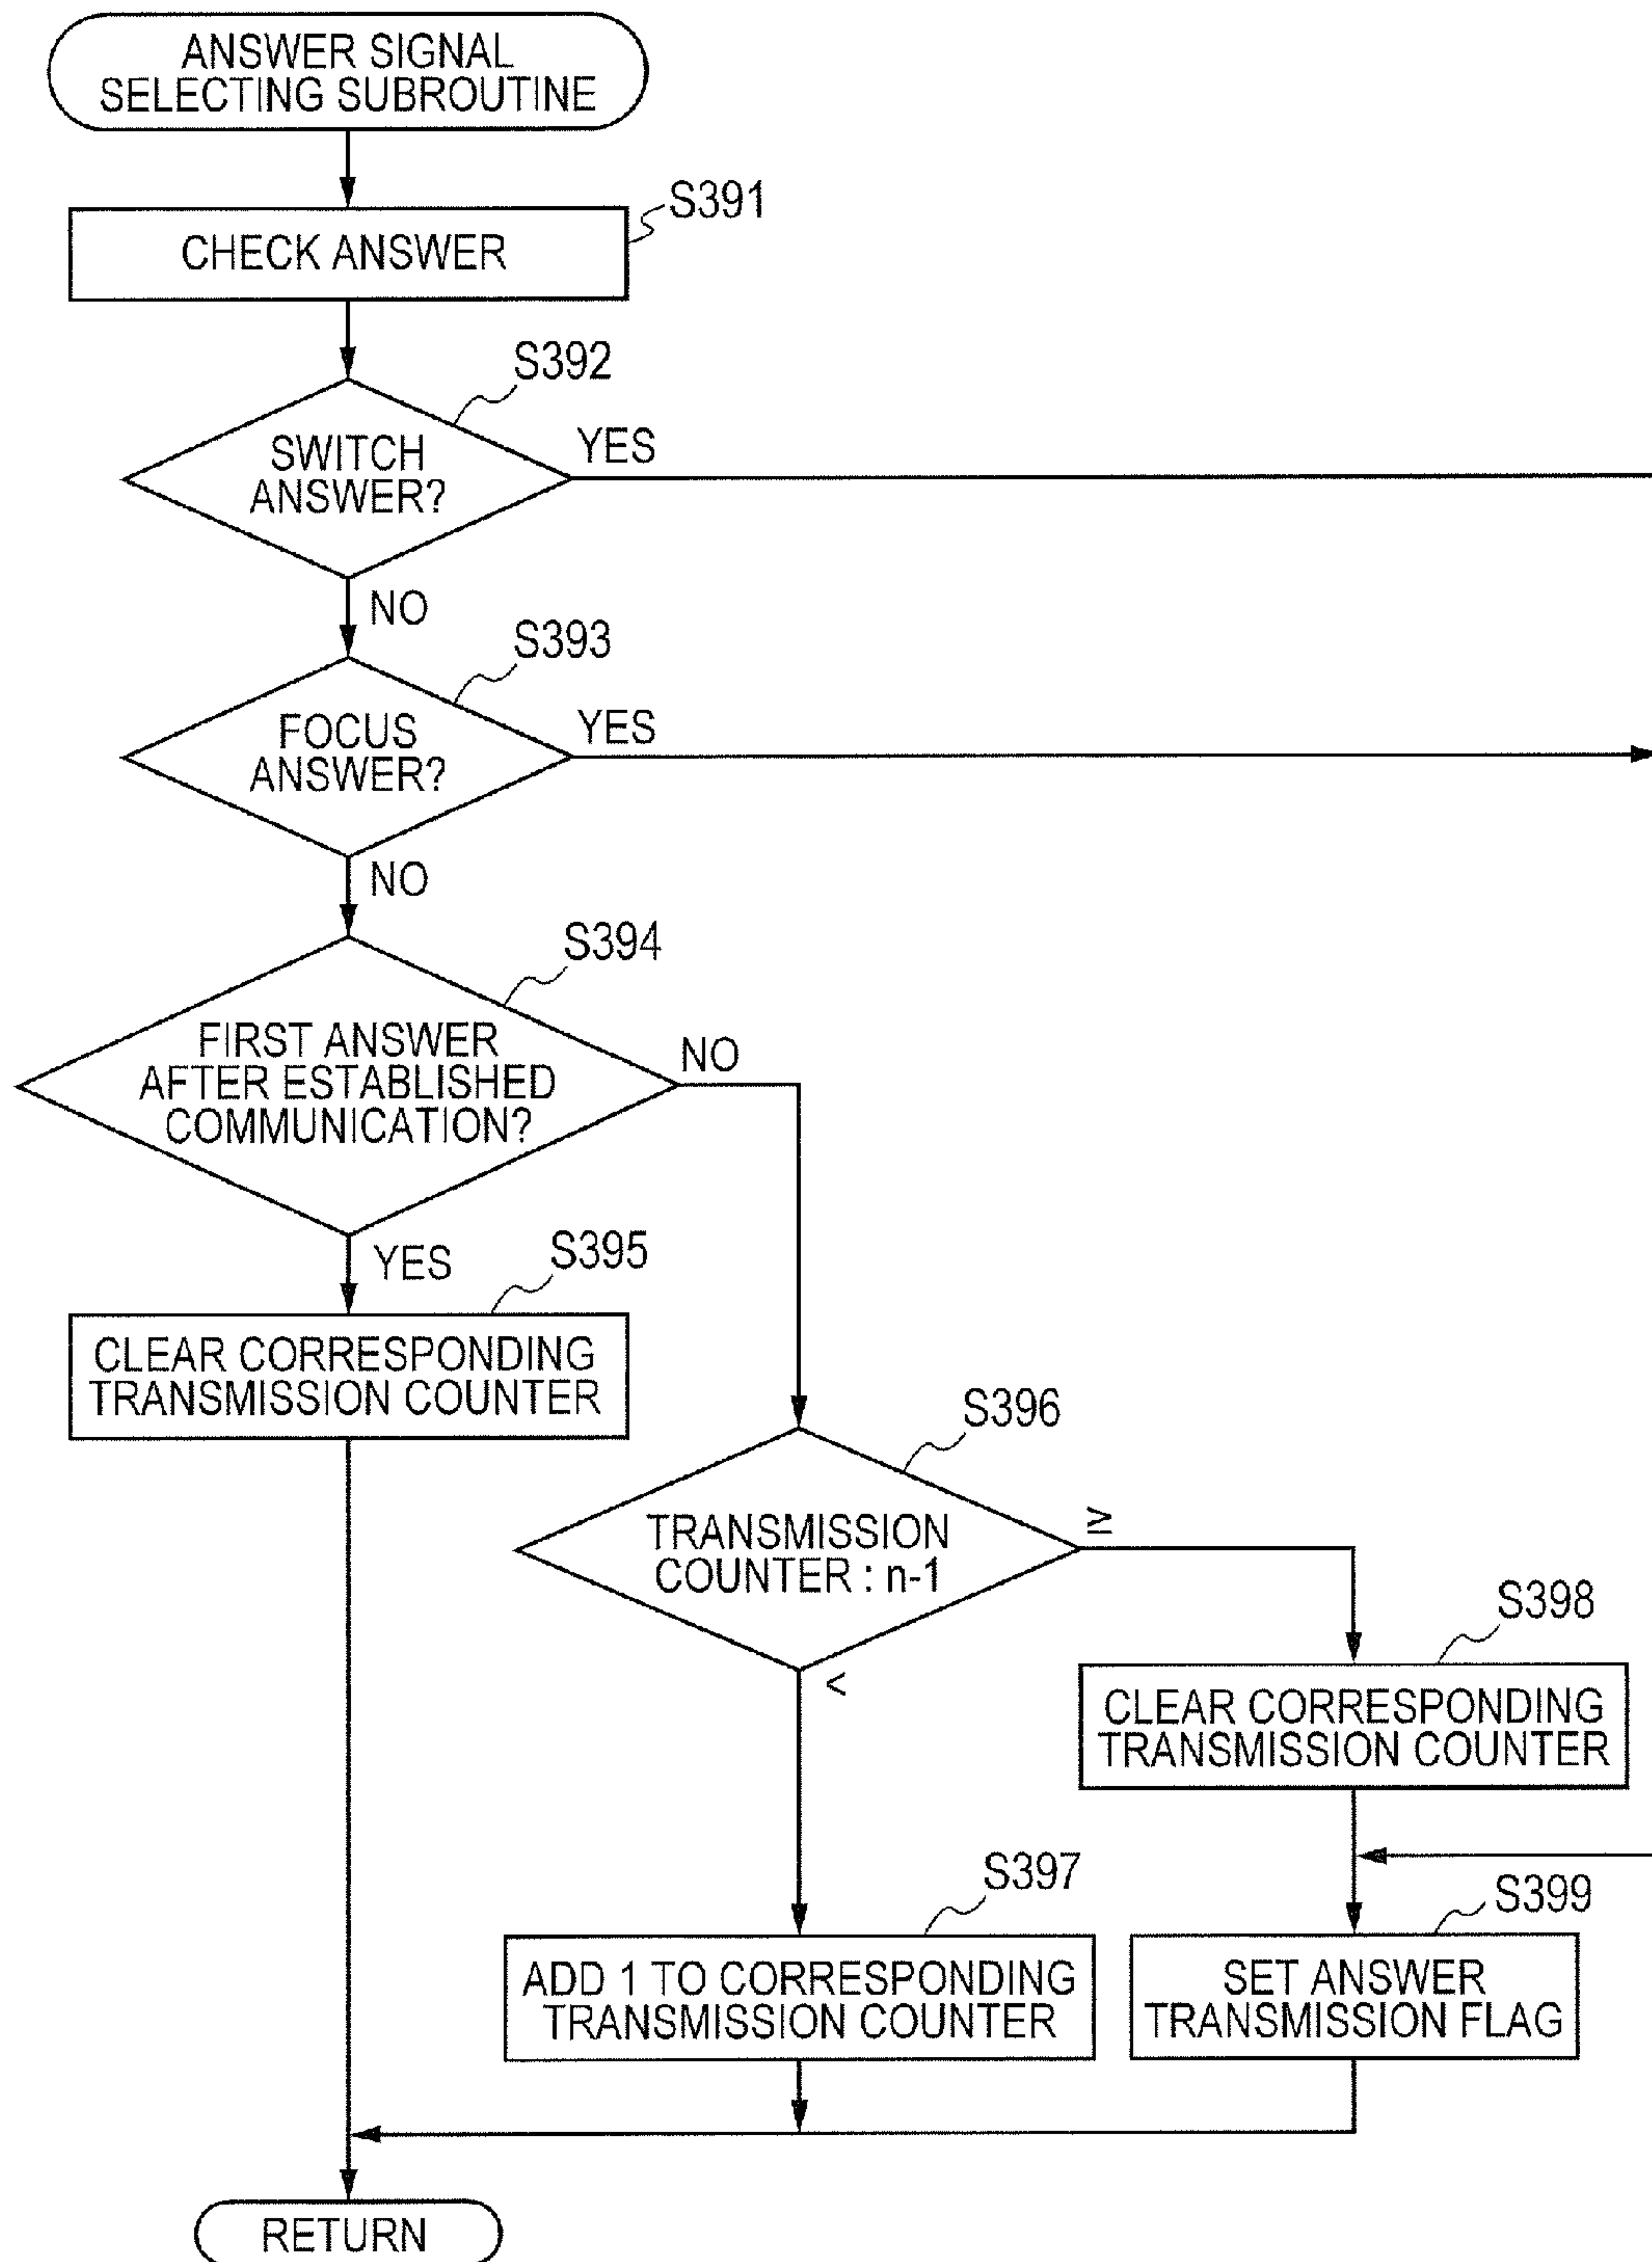 ANSWER SIGNAL
SELECTING SUBROUTINE
S391
CHECK ANSWER
S392
SWITCH
ANSWER?
YES
NO
S393
FOCUS
ANSWER?
YES
NO
S394
FIRST ANSWER
AFTER ESTABLISHED
COMMUNICATION?
NO
YES
S395
CLEAR CORRESPONDING
TRANSMISSION COUNTER
S396
TRANSMISSION
COUNTER : n-1
≥
<
S398
CLEAR CORRESPONDING
TRANSMISSION COUNTER
S397
ADD 1 TO CORRESPONDING
TRANSMISSION COUNTER
S399
SET ANSWER
TRANSMISSION FLAG
RETURN